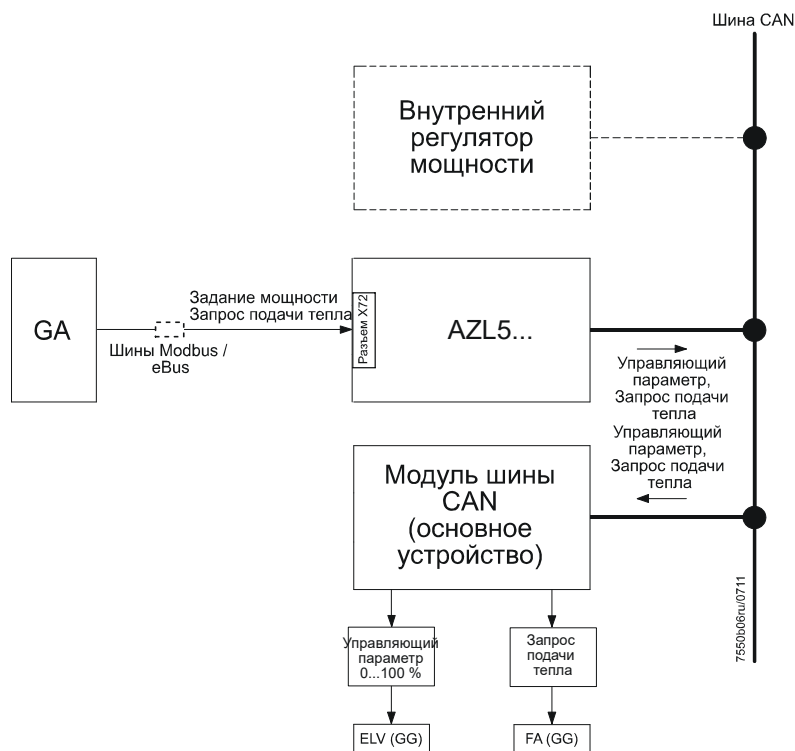 Шина CAN
Внутренний
регулятор
мощности
GA
Шины Modbus /
eBus
Задание мощности
Запрос подачи тепла
Разъем X72
AZL5...
Управляющий
параметр,
Запрос подачи
тепла
Управляющий
параметр,
Запрос подачи
тепла
Модуль шины
CAN
(основное
устройство)
Управляющий
параметр
0...100 %
Запрос
подачи
тепла
ELV (GG)
FA (GG)
7550b06ru/0711